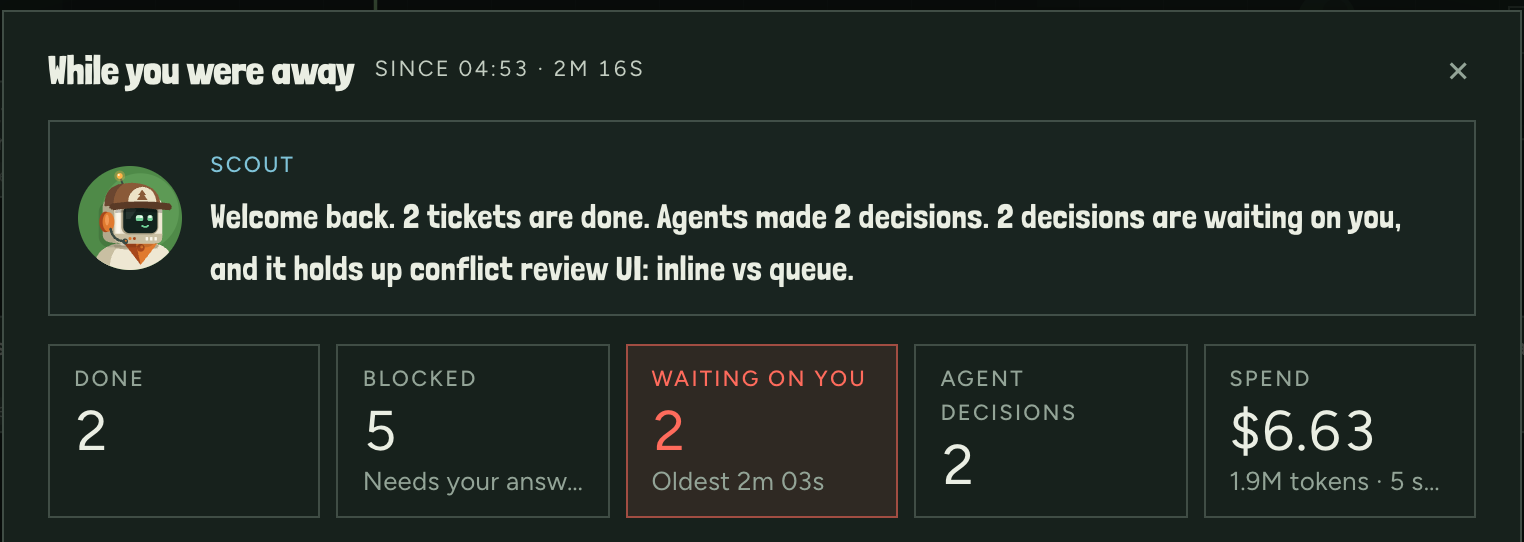 While you were away SINCE 04:53 · 2M 16S ×
SCOUT
Welcome back. 2 tickets are done. Agents made 2 decisions. 2 decisions are waiting on you,
and it holds up conflict review UI: inline vs queue.
DONE
2
BLOCKED
5
Needs your answ...
WAITING ON YOU
2
Oldest 2m 03s
AGENT
DECISIONS
2
SPEND
$6.63
1.9M tokens · 5 s...